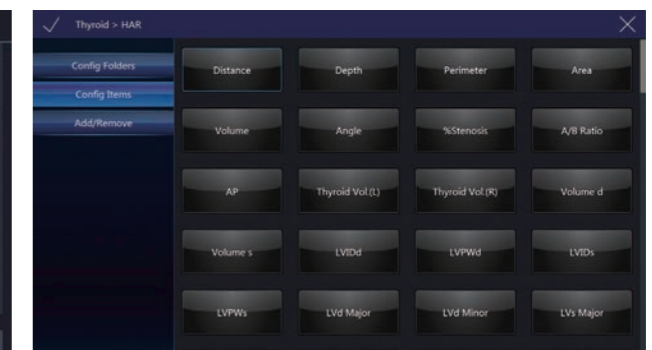 Thyroid > HAR
Config Folders
Config Items
Add/Remove
Distance Depth Perimeter Area
Volume Angle %Stenosis A/B Ratio
AP Thyroid Vol.(L) Thyroid Vol.(R) Volume d
Volume s LVIDd LVPWd LVIDs
LVPWs LVd Major LVd Minor LVs Major